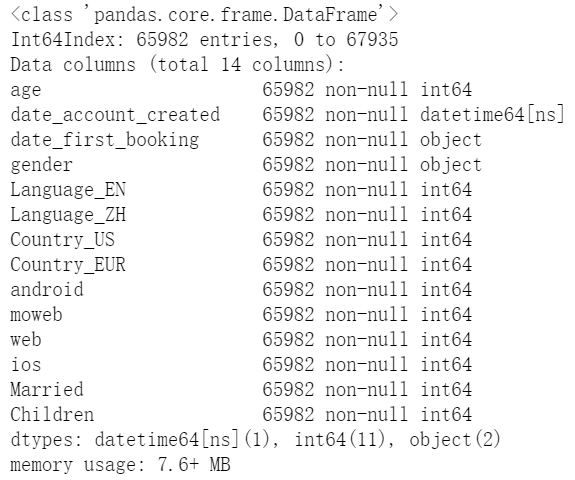 <class 'pandas.core.frame.DataFrame'>
Int64Index: 65982 entries, 0 to 67935
Data columns (total 14 columns):
age                     65982 non-null int64
date_account_created    65982 non-null datetime64[ns]
date_first_booking      65982 non-null object
gender                  65982 non-null object
Language_EN             65982 non-null int64
Language_ZH             65982 non-null int64
Country_US              65982 non-null int64
Country_EUR             65982 non-null int64
android                 65982 non-null int64
moweb                   65982 non-null int64
web                     65982 non-null int64
ios                     65982 non-null int64
Married                 65982 non-null int64
Children                65982 non-null int64
dtypes: datetime64[ns](1), int64(11), object(2)
memory usage: 7.6+ MB